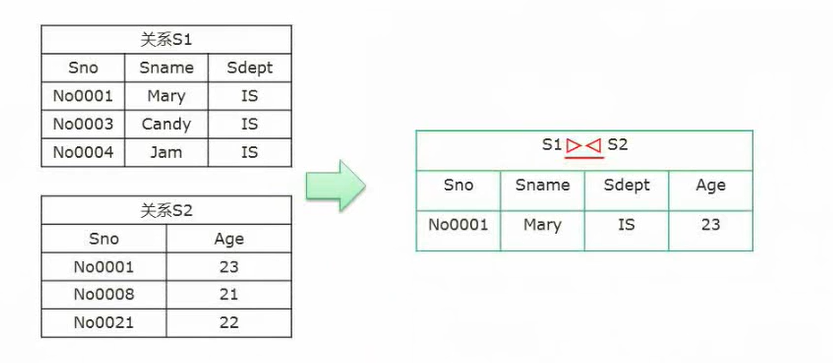 关系S1
Sno Sname Sdept
No0001 Mary IS
No0003 Candy IS
No0004 Jam IS
关系S2
Sno Age
No0001 23
No0008 21
No0021 22
S1▷◁S2
Sno Sname Sdept Age
No0001 Mary IS 23